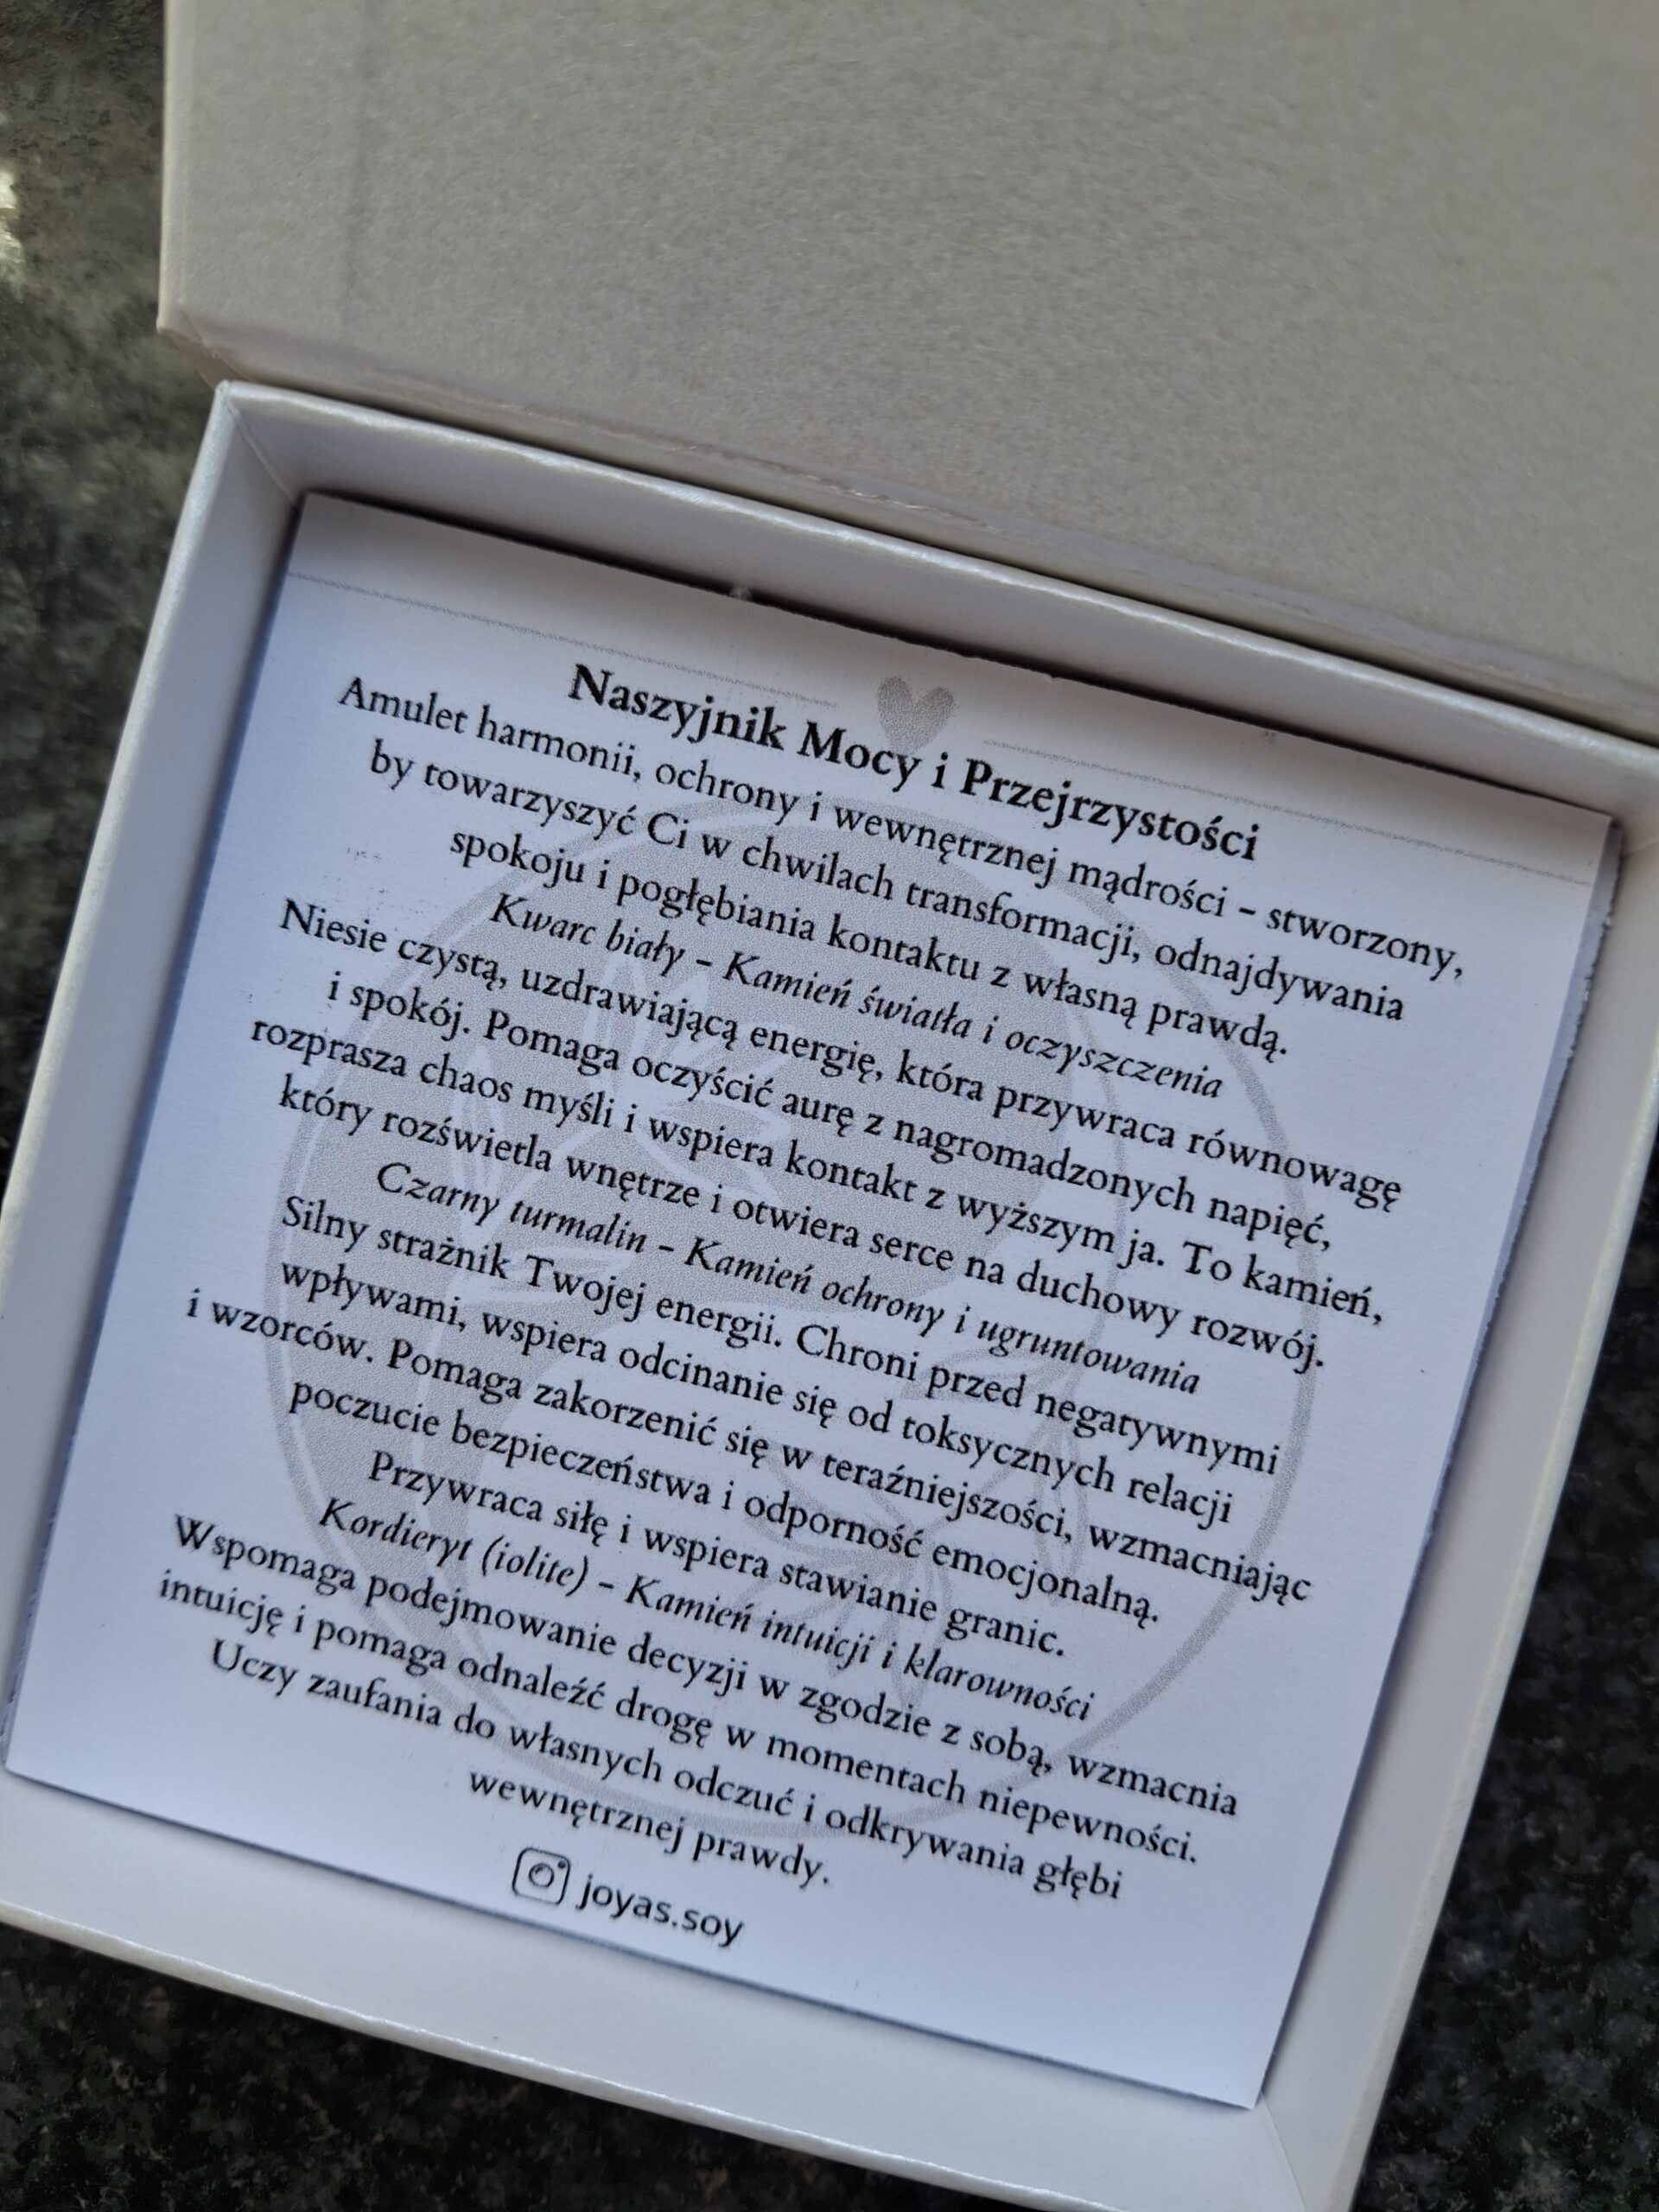 Naszyjnik Mocy i Przejrzystości
Amulet harmonii, ochrony i wewnętrznej mądrości – stworzony,
by towarzyszyć Ci w chwilach transformacji, odnajdywania
spokoju i pogłębiania kontaktu z własną prawdą.
Kwarc biały – Kamień światła i oczyszczenia
Niesie czystą, uzdrawiającą energię, która przywraca równowagę
i spokój. Pomaga oczyścić aurę z nagromadzonych napięć,
rozprasza chaos myśli i wspiera kontakt z wyższym ja. To kamień,
który rozświetla wnętrze i otwiera serce na duchowy rozwój.
Czarny turmalin – Kamień ochrony i ugruntowania
Silny strażnik Twojej energii. Chroni przed negatywnymi
wpływami, wspiera odcinanie się od toksycznych relacji
i wzorców. Pomaga zakorzenić się w teraźniejszości, wzmacniając
poczucie bezpieczeństwa i odporność emocjonalną.
Przywraca siłę i wspiera stawianie granic.
Kordieryt (iolite) – Kamień intuicji i klarowności
Wspomaga podejmowanie decyzji w zgodzie z sobą, wzmacnia
intuicję i pomaga odnaleźć drogę w momentach niepewności.
Uczy zaufania do własnych odczuć i odkrywania głębi
wewnętrznej prawdy.
joyas.soy